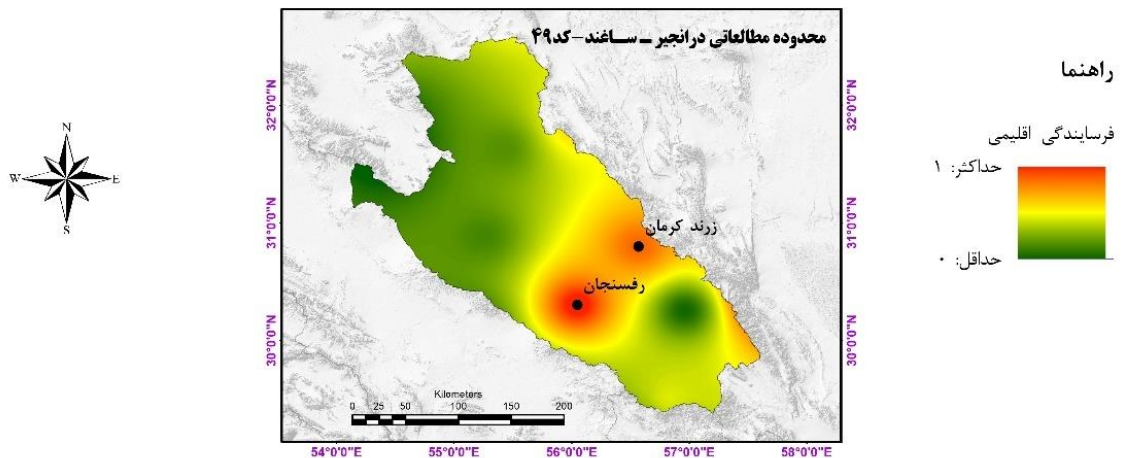 محدوده مطالعاتی درانجیر – ساغند-کد۴۹
راهنما
فرسایندگی اقلیمی
حداکثر: ۱
حداقل: ۰
زرند کرمان
رفسنجان
N
W
E
S
32°0'0"N
31°0'0"N
30°0'0"N
32°0'0"N
31°0'0"N
30°0'0"N
Kilometers
0 25 50 100 150 200
54°0'0"E 55°0'0"E 56°0'0"E 57°0'0"E 58°0'0"E